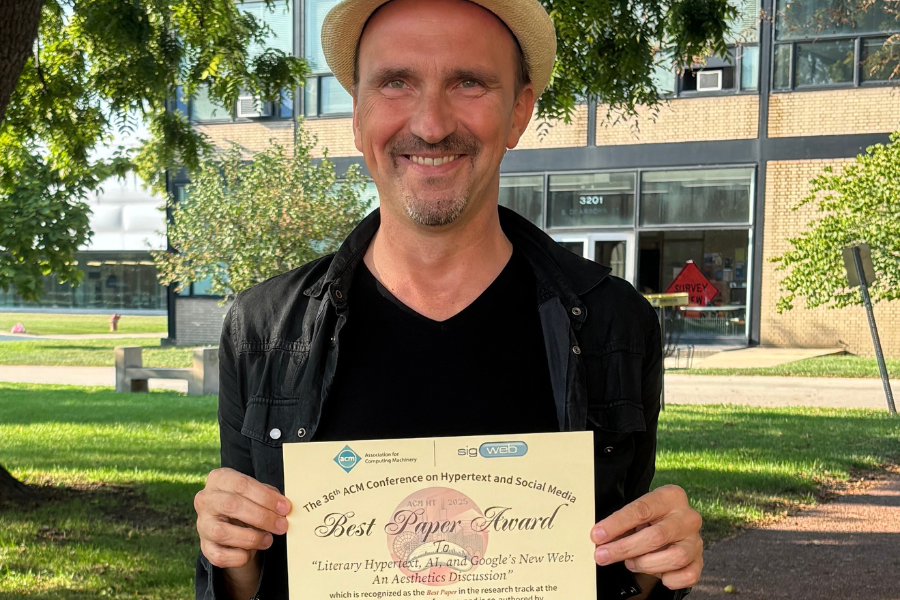 3201
SURVEY
acm
Association for
Computing Machinery
sig web
The 36th ACM Conference on Hypertext and Social Media
ACM HT 2025
Best Paper Award
To
“Literary Hypertext, AI, and Google’s New Web:
An Aesthetics Discussion”
which is recognized as the Best Paper in the research track at the